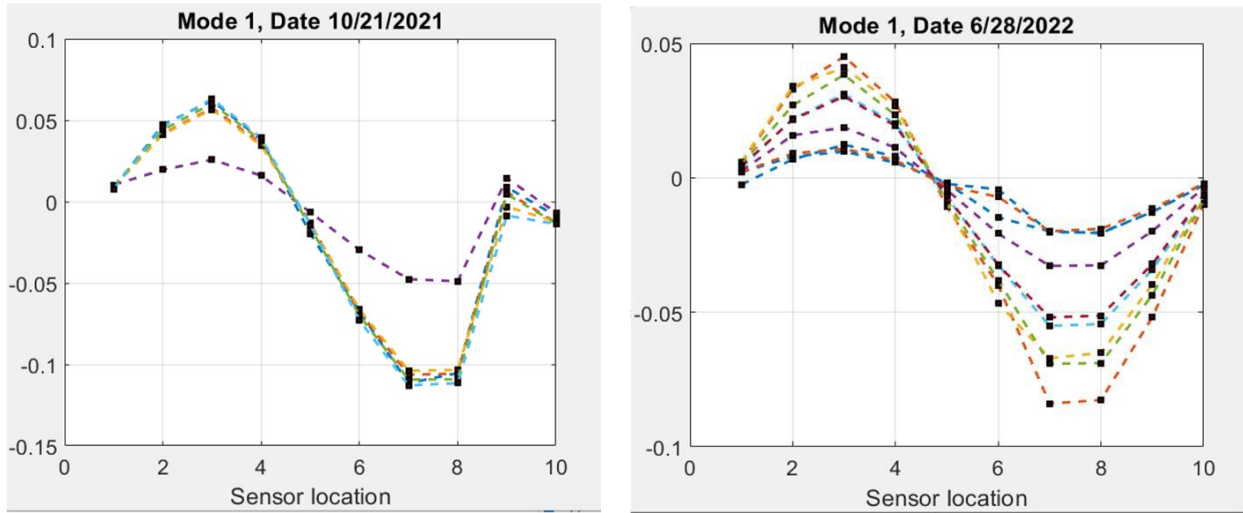 Mode 1, Date 10/21/2021
0.1
0.05
0
-0.05
-0.1
-0.15
0 2 4 6 8 10
Sensor location
Mode 1, Date 6/28/2022
0.05
0
-0.05
-0.1
0 2 4 6 8 10
Sensor location